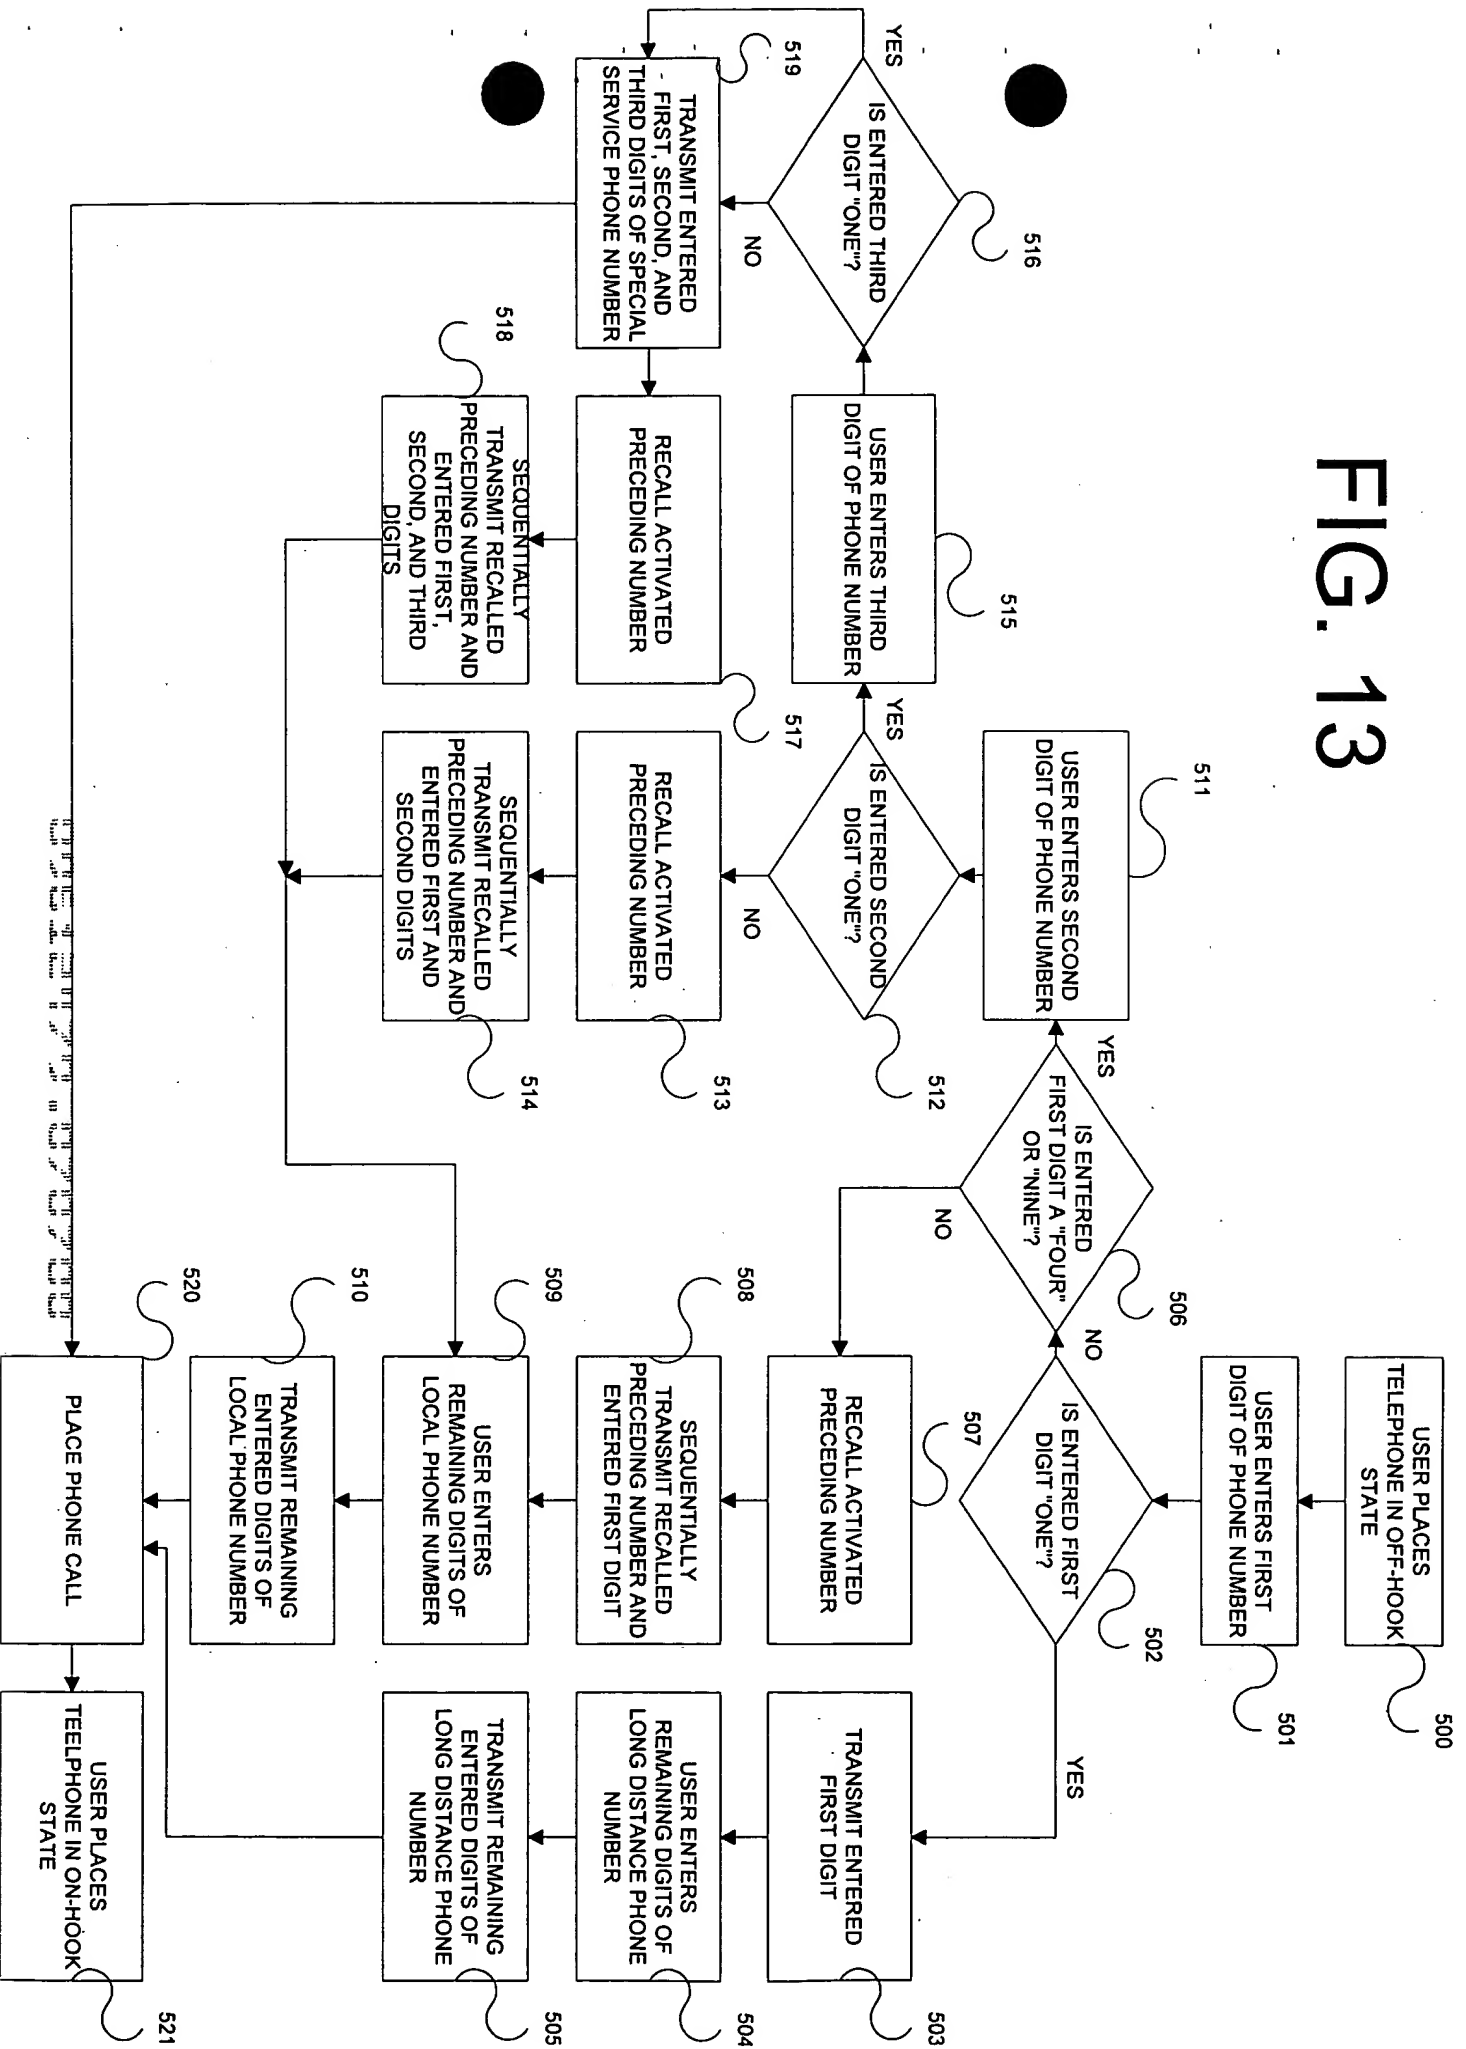 FIG. 13
USER PLACES
TELEPHONE IN OFF-HOOK
STATE
500
USER ENTERS FIRST
DIGIT OF PHONE NUMBER
501
IS ENTERED FIRST
DIGIT "ONE"?
502
NO
YES
TRANSMIT ENTERED
FIRST DIGIT
503
USER ENTERS
REMAINING DIGITS OF
LONG DISTANCE PHONE
NUMBER
504
TRANSMIT REMAINING
ENTERED DIGITS OF
LONG DISTANCE PHONE
NUMBER
505
IS ENTERED
FIRST DIGIT A "FOUR"
OR "NINE"?
506
YES
NO
RECALL ACTIVATED
PRECEDING NUMBER
507
SEQUENTIALLY
TRANSMIT RECALLED
PRECEDING NUMBER AND
ENTERED FIRST DIGIT
508
USER ENTERS
REMAINING DIGITS OF
LOCAL PHONE NUMBER
509
TRANSMIT REMAINING
ENTERED DIGITS OF
LOCAL PHONE NUMBER
510
USER ENTERS SECOND
DIGIT OF PHONE NUMBER
511
IS ENTERED SECOND
DIGIT "ONE"?
512
YES
NO
RECALL ACTIVATED
PRECEDING NUMBER
513
SEQUENTIALLY
TRANSMIT RECALLED
PRECEDING NUMBER AND
ENTERED FIRST AND
SECOND DIGITS
514
USER ENTERS THIRD
DIGIT OF PHONE NUMBER
515
IS ENTERED THIRD
DIGIT "ONE"?
516
YES
NO
TRANSMIT ENTERED
FIRST, SECOND, AND
THIRD DIGITS OF SPECIAL
SERVICE PHONE NUMBER
519
RECALL ACTIVATED
PRECEDING NUMBER
517
SEQUENTIALLY
TRANSMIT RECALLED
PRECEDING NUMBER AND
ENTERED FIRST,
SECOND, AND THIRD
DIGITS
518
PLACE PHONE CALL
520
USER PLACES
TEELPHONE IN ON-HOOK
STATE
521